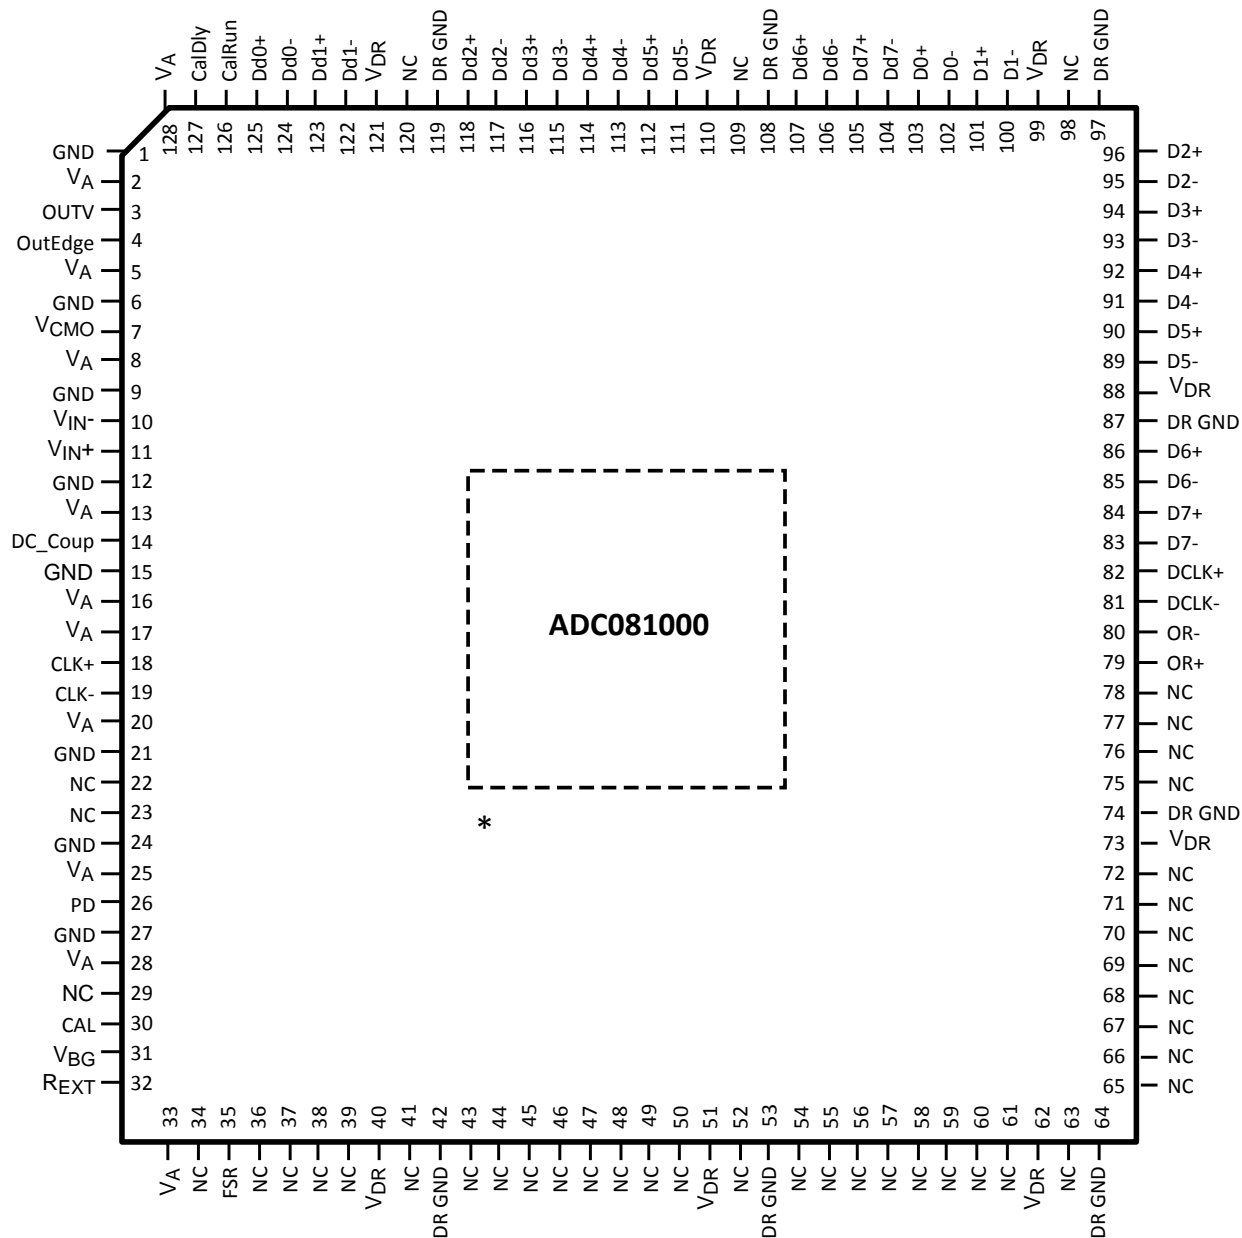 VA
CalDly
CalRun
Dd0+
Dd0-
Dd1+
Dd1-
VDR
NC
DR GND
Dd2+
Dd2-
Dd3+
Dd3-
Dd4+
Dd4-
Dd5+
Dd5-
VDR
NC
DR GND
Dd6+
Dd6-
Dd7+
Dd7-
D0+
D0-
D1+
D1-
VDR
NC
DR GND
128
127
126
125
124
123
122
121
120
119
118
117
116
115
114
113
112
111
110
109
108
107
106
105
104
103
102
101
100
99
98
97
GND 1
VA 2
OUTV 3
OutEdge 4
VA 5
GND 6
VCMO 7
VA 8
GND 9
VIN- 10
VIN+ 11
GND 12
VA 13
DC_Coup 14
GND 15
VA 16
VA 17
CLK+ 18
CLK- 19
VA 20
GND 21
NC 22
NC 23
GND 24
VA 25
PD 26
GND 27
VA 28
NC 29
CAL 30
VBG 31
REXT 32
ADC081000
*
96 D2+
95 D2-
94 D3+
93 D3-
92 D4+
91 D4-
90 D5+
89 D5-
88 VDR
87 DR GND
86 D6+
85 D6-
84 D7+
83 D7-
82 DCLK+
81 DCLK-
80 OR-
79 OR+
78 NC
77 NC
76 NC
75 NC
74 DR GND
73 VDR
72 NC
71 NC
70 NC
69 NC
68 NC
67 NC
66 NC
65 NC
33
34
35
36
37
38
39
40
41
42
43
44
45
46
47
48
49
50
51
52
53
54
55
56
57
58
59
60
61
62
63
64
VA
NC
FSR
NC
NC
NC
NC
VDR
NC
DR GND
NC
NC
NC
NC
NC
NC
NC
NC
VDR
NC
DR GND
NC
NC
NC
NC
NC
NC
NC
NC
VDR
NC
DR GND